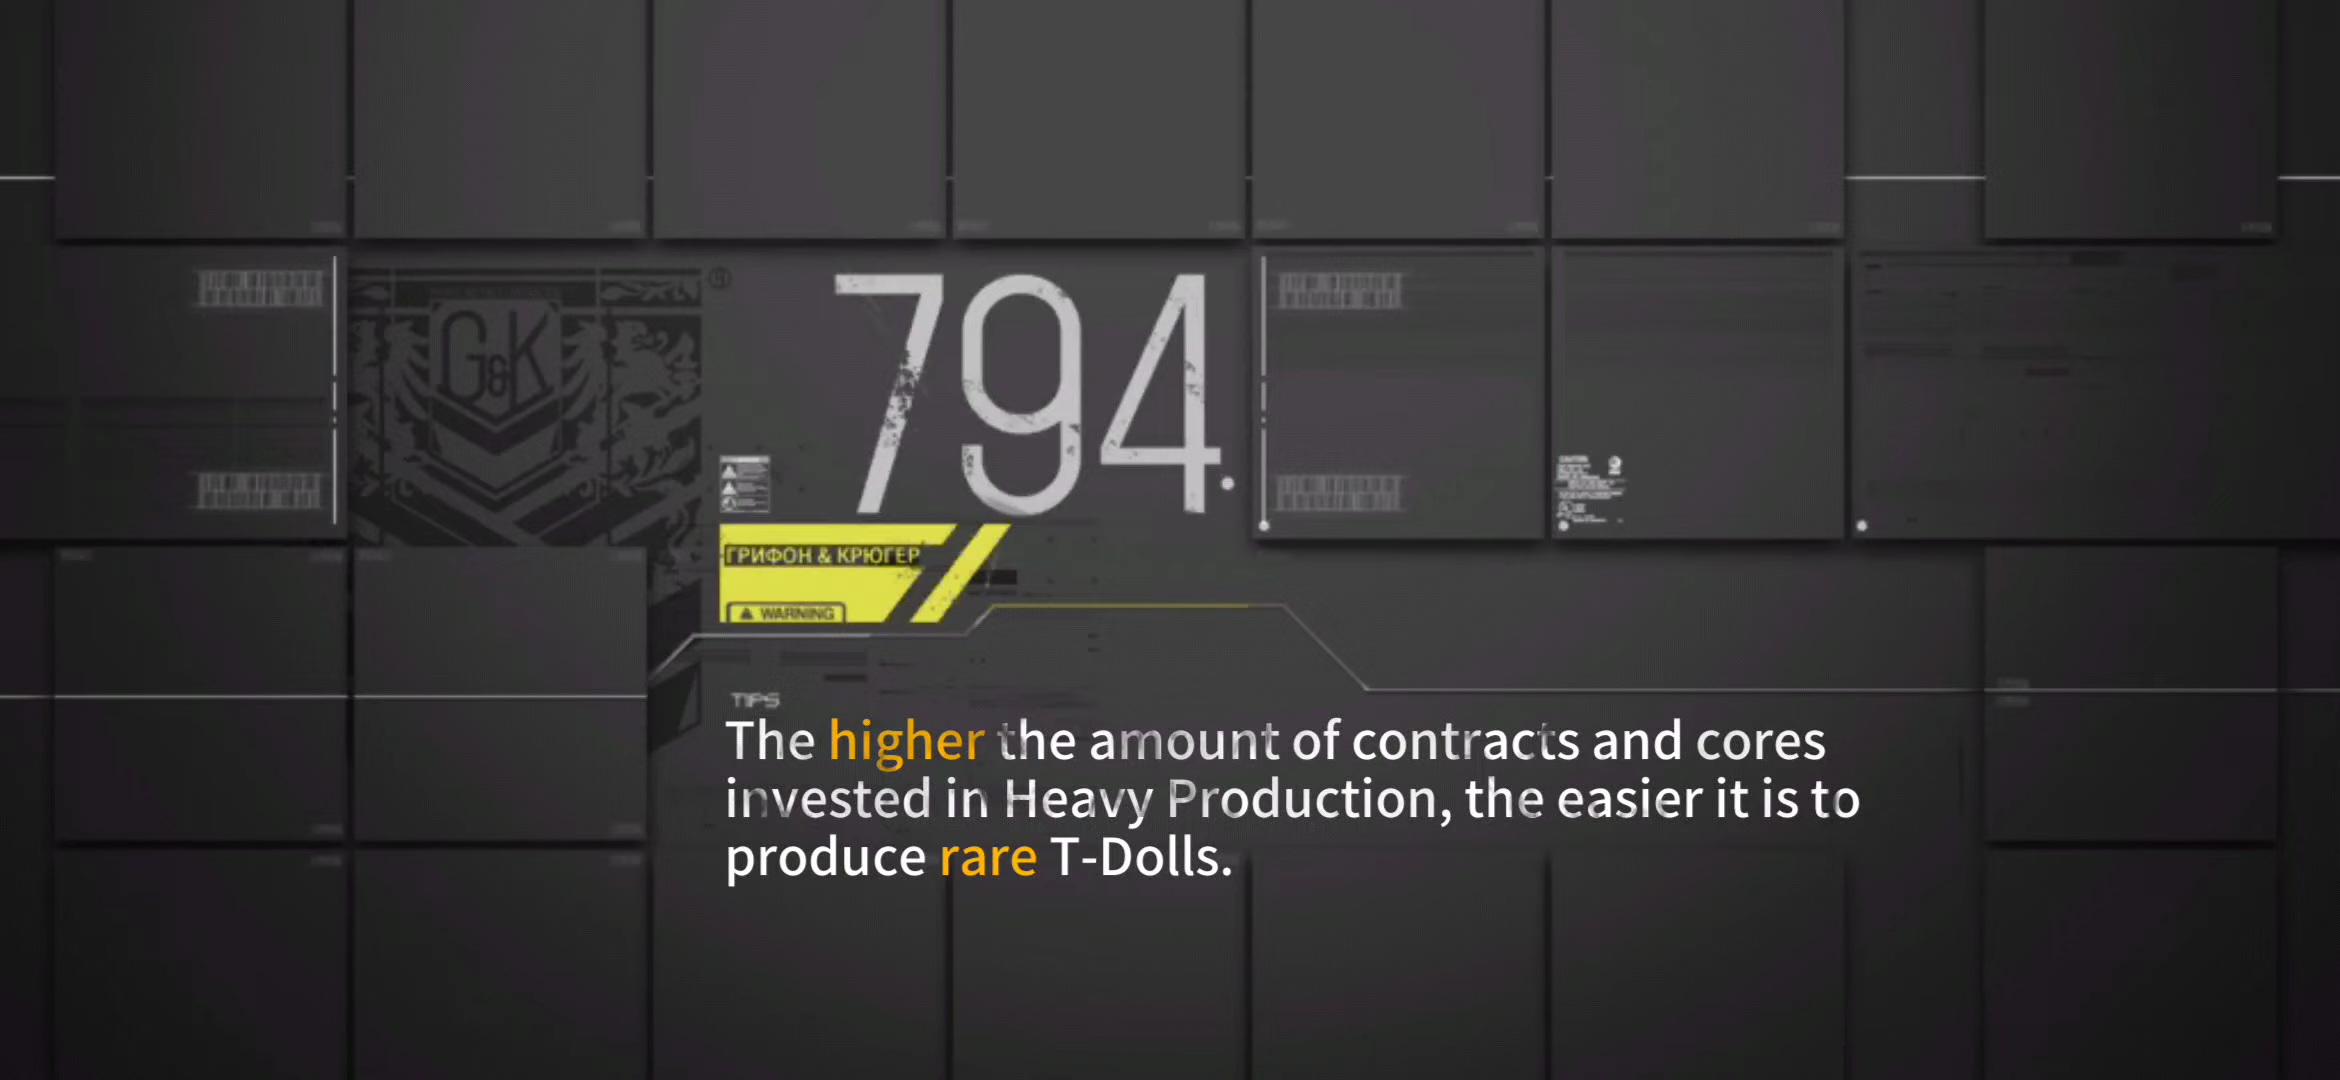 G&K
794.
ГРИФОН & КРЮГЕР
WARNING
TIPS
The higher the amount of contracts and cores
invested in Heavy Production, the easier it is to
produce rare T-Dolls.